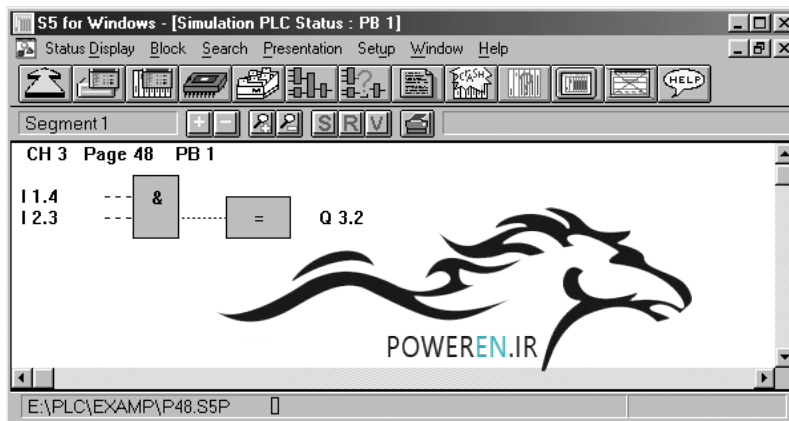 S5 for Windows - [Simulation PLC Status : PB 1]
Status Display Block Search Presentation Setup Window Help
CRASH HELP
Segment 1 + - S R V
CH 3 Page 48 PB 1
I 1.4 &
I 2.3 = Q 3.2
POWEREN.IR
E:\PLC\EXAMP\P48.S5P